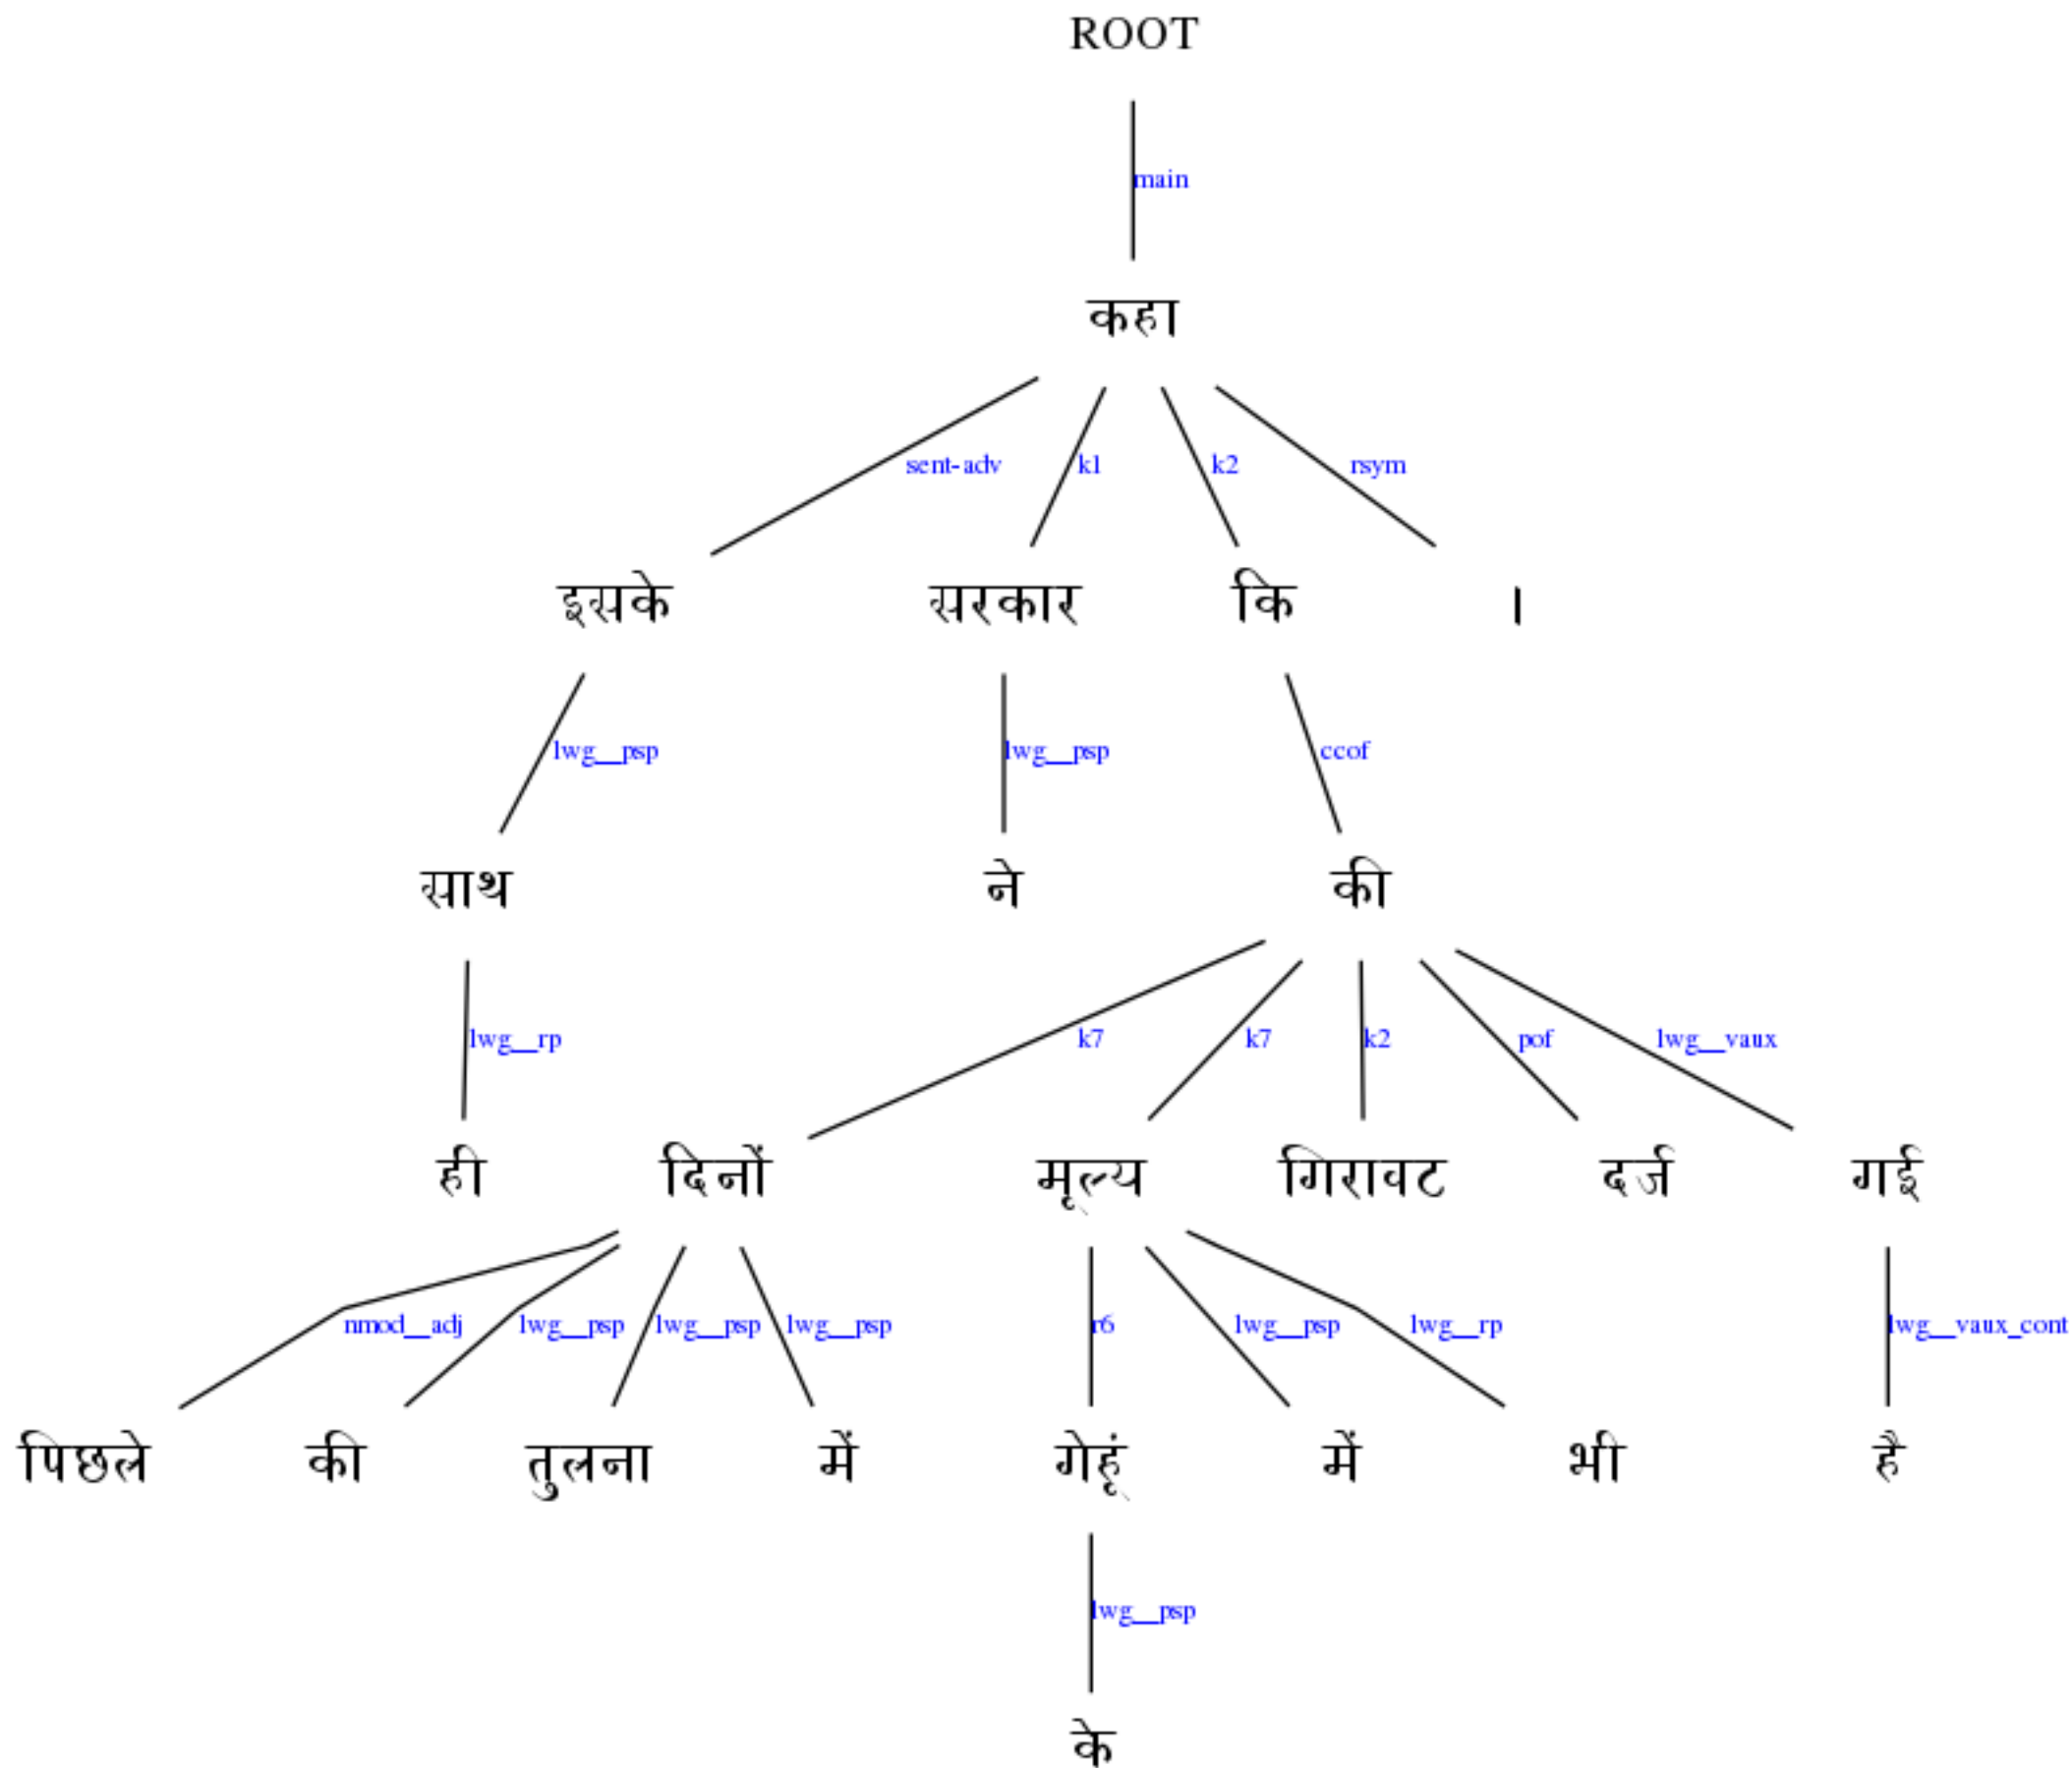 ROOT
main
कहा
sent-adv k1 k2 rsym
इसके सरकार कि ।
lwg__psp lwg__psp ccof
साथ ने की
lwg__rp k7 k7 k2 pof lwg__vaux
ही दिनों मूल्य गिरावट दर्ज गई
nmod__adj lwg__psp lwg__psp lwg__psp r6 lwg__psp lwg__rp lwg__vaux_cont
पिछले की तुलना में गेहूं में भी है
lwg__psp
के